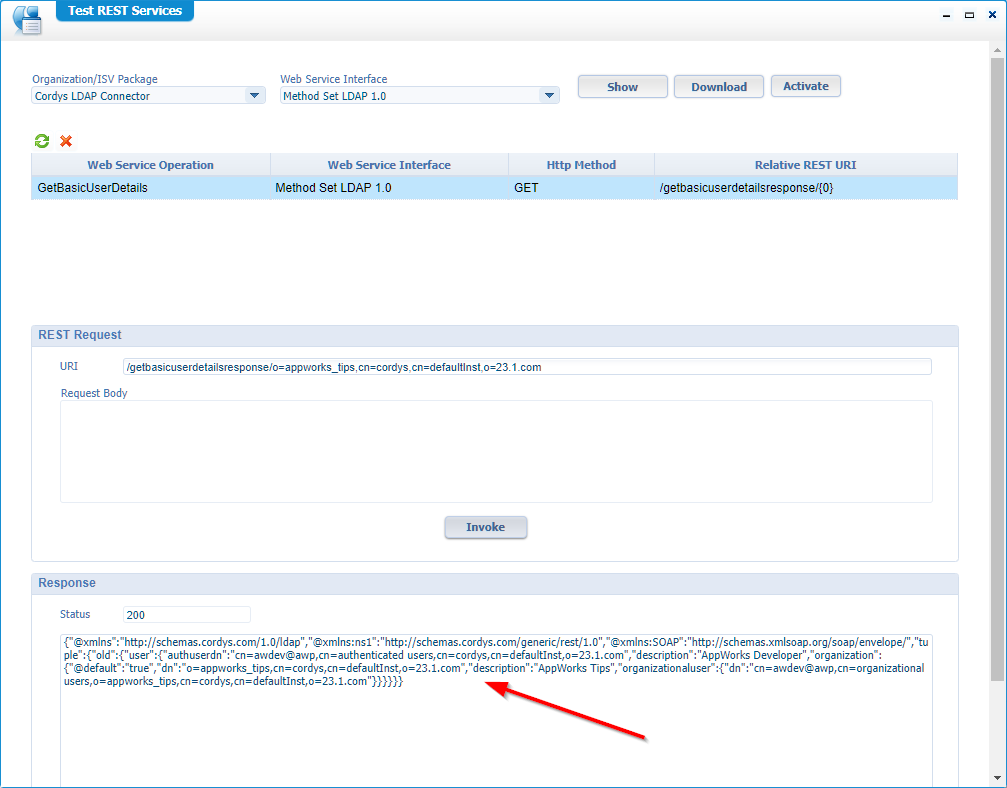 Test REST Services
Organization/ISV Package
Web Service Interface
Cordys LDAP Connector
Method Set LDAP 1.0
Show
Download
Activate
Web Service Operation
Web Service Interface
Http Method
Relative REST URI
GetBasicUserDetails
Method Set LDAP 1.0
GET
/getbasicuserdetailsresponse/{0}
REST Request
URI
/getbasicuserdetailsresponse/o=appworks_tips,cn=cordys,cn=defaultInst,o=23.1.com
Request Body
Invoke
Response
Status
200
{"@xmlns":"http://schemas.cordys.com/1.0/ldap","@xmlns:ns1":"http://schemas.cordys.com/generic/rest/1.0","@xmlns:SOAP":"http://schemas.xmlsoap.org/soap/envelope/","tu
ple":{"old":{"user":{"authuserdn":"cn=awdev@awp,cn=authenticated users,cn=cordys,cn=defaultInst,o=23.1.com","description":"AppWorks Developer","organization":
{"@default":"true","dn":"o=appworks_tips,cn=cordys,cn=defaultInst,o=23.1.com","description":"AppWorks Tips","organizationaluser":{"dn":"cn=awdev@awp,cn=organizational
users,o=appworks_tips,cn=cordys,cn=defaultInst,o=23.1.com"}}}}}}